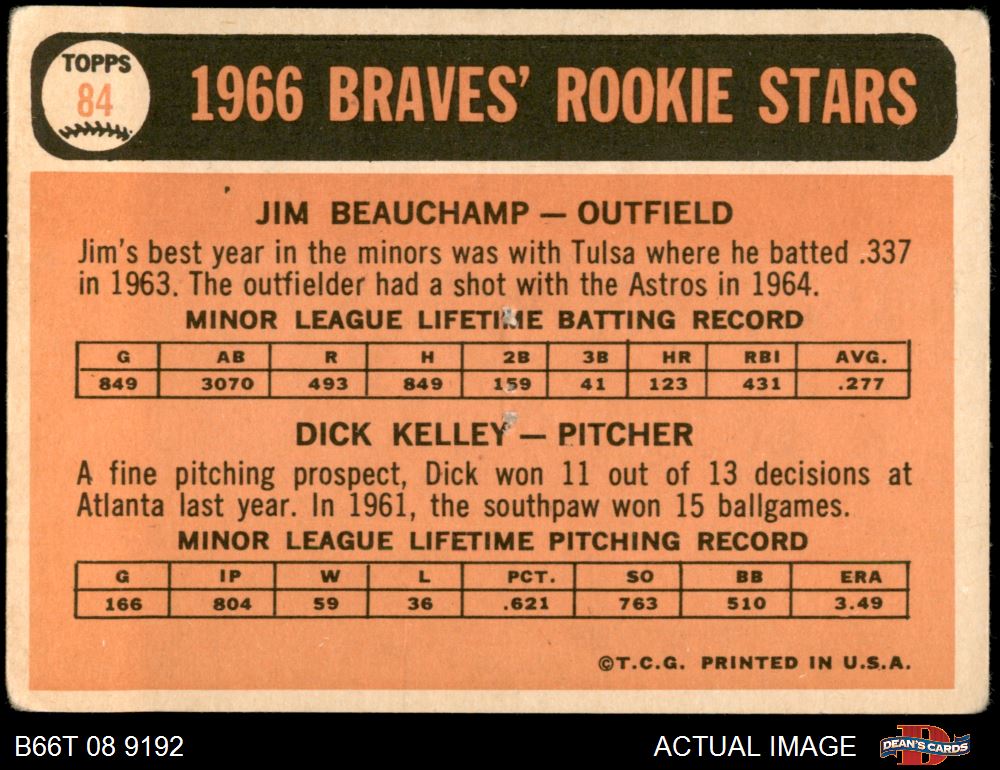 TOPPS
84
1966 BRAVES' ROOKIE STARS
JIM BEAUCHAMP — OUTFIELD
Jim's best year in the minors was with Tulsa where he batted .337
in 1963. The outfielder had a shot with the Astros in 1964.
MINOR LEAGUE LIFETIME BATTING RECORD
G AB R H 2B 3B HR RBI AVG.
849 3070 493 849 159 41 123 431 .277
DICK KELLEY — PITCHER
A fine pitching prospect, Dick won 11 out of 13 decisions at
Atlanta last year. In 1961, the southpaw won 15 ballgames.
MINOR LEAGUE LIFETIME PITCHING RECORD
G IP W L PCT. SO BB ERA
166 804 59 36 .621 763 510 3.49
©T.C.G. PRINTED IN U.S.A.
B66T 08 9192 ACTUAL IMAGE DEAN'S CARDS